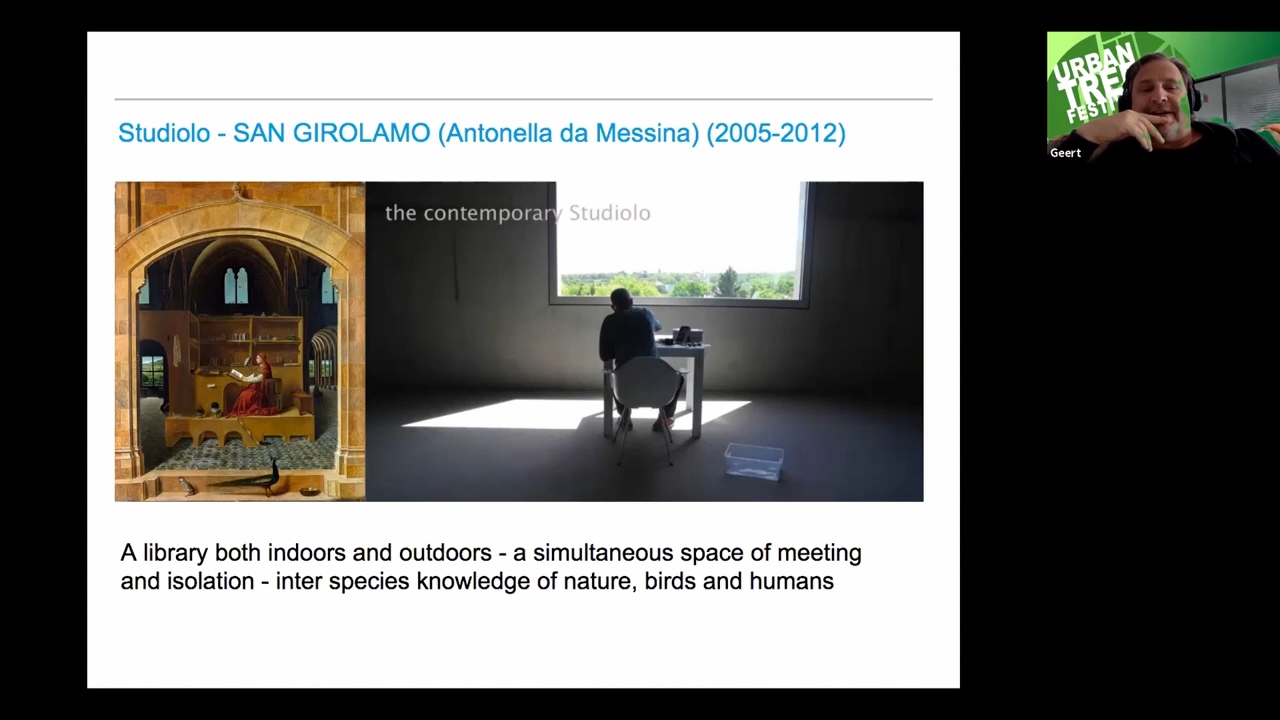 Studiolo - SAN GIROLAMO (Antonella da Messina) (2005-2012)
the contemporary Studiolo
A library both indoors and outdoors - a simultaneous space of meeting
and isolation - inter species knowledge of nature, birds and humans
URBAN
TREE
FESTI
Geert